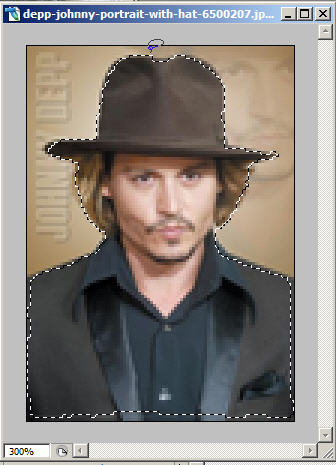 depp-johnny-portrait-with-hat-6500207.jp...
JOHNNY DEPP
300%